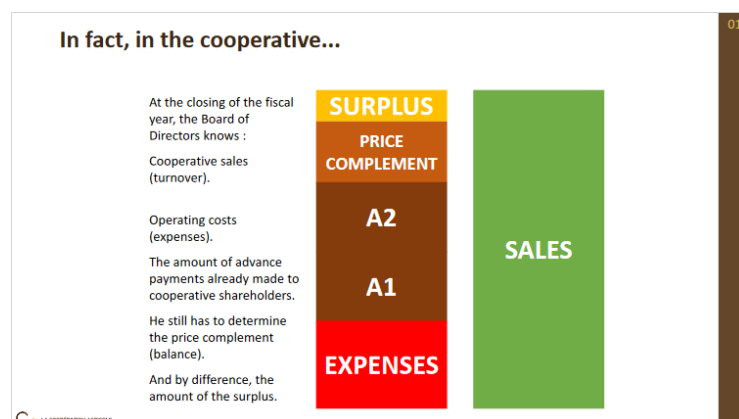 In fact, in the cooperative...
01
At the closing of the fiscal
year, the Board of
Directors knows :
Cooperative sales
(turnover).
Operating costs
(expenses).
The amount of advance
payments already made to
cooperative shareholders.
He still has to determine
the price complement
(balance).
And by difference, the
amount of the surplus.
SURPLUS
PRICE
COMPLEMENT
A2
A1
EXPENSES
SALES